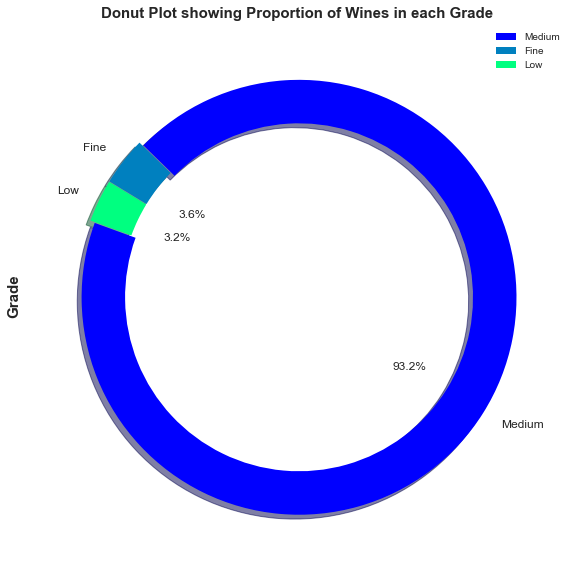 Donut Plot showing Proportion of Wines in each Grade
Medium
Fine
Low
Fine
Low
3.6%
3.2%
Grade
93.2%
Medium